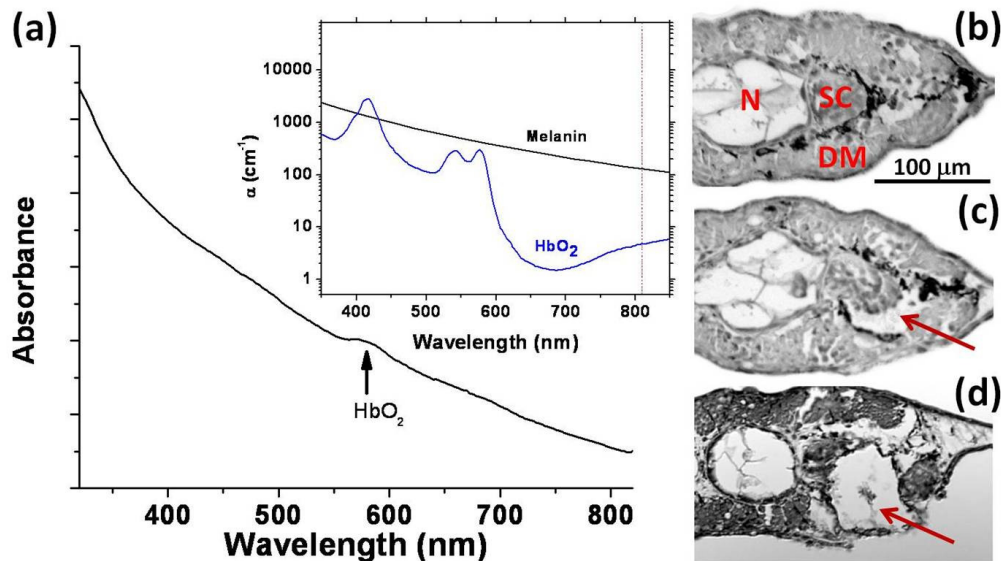 (a)
Absorbance
400 500 600 700 800
Wavelength (nm)
HbO2
α (cm-1)
10000
1000
100
10
1
Melanin
HbO2
400 500 600 700 800
Wavelength (nm)
(b)
N
SC
DM
100 µm
(c)
(d)